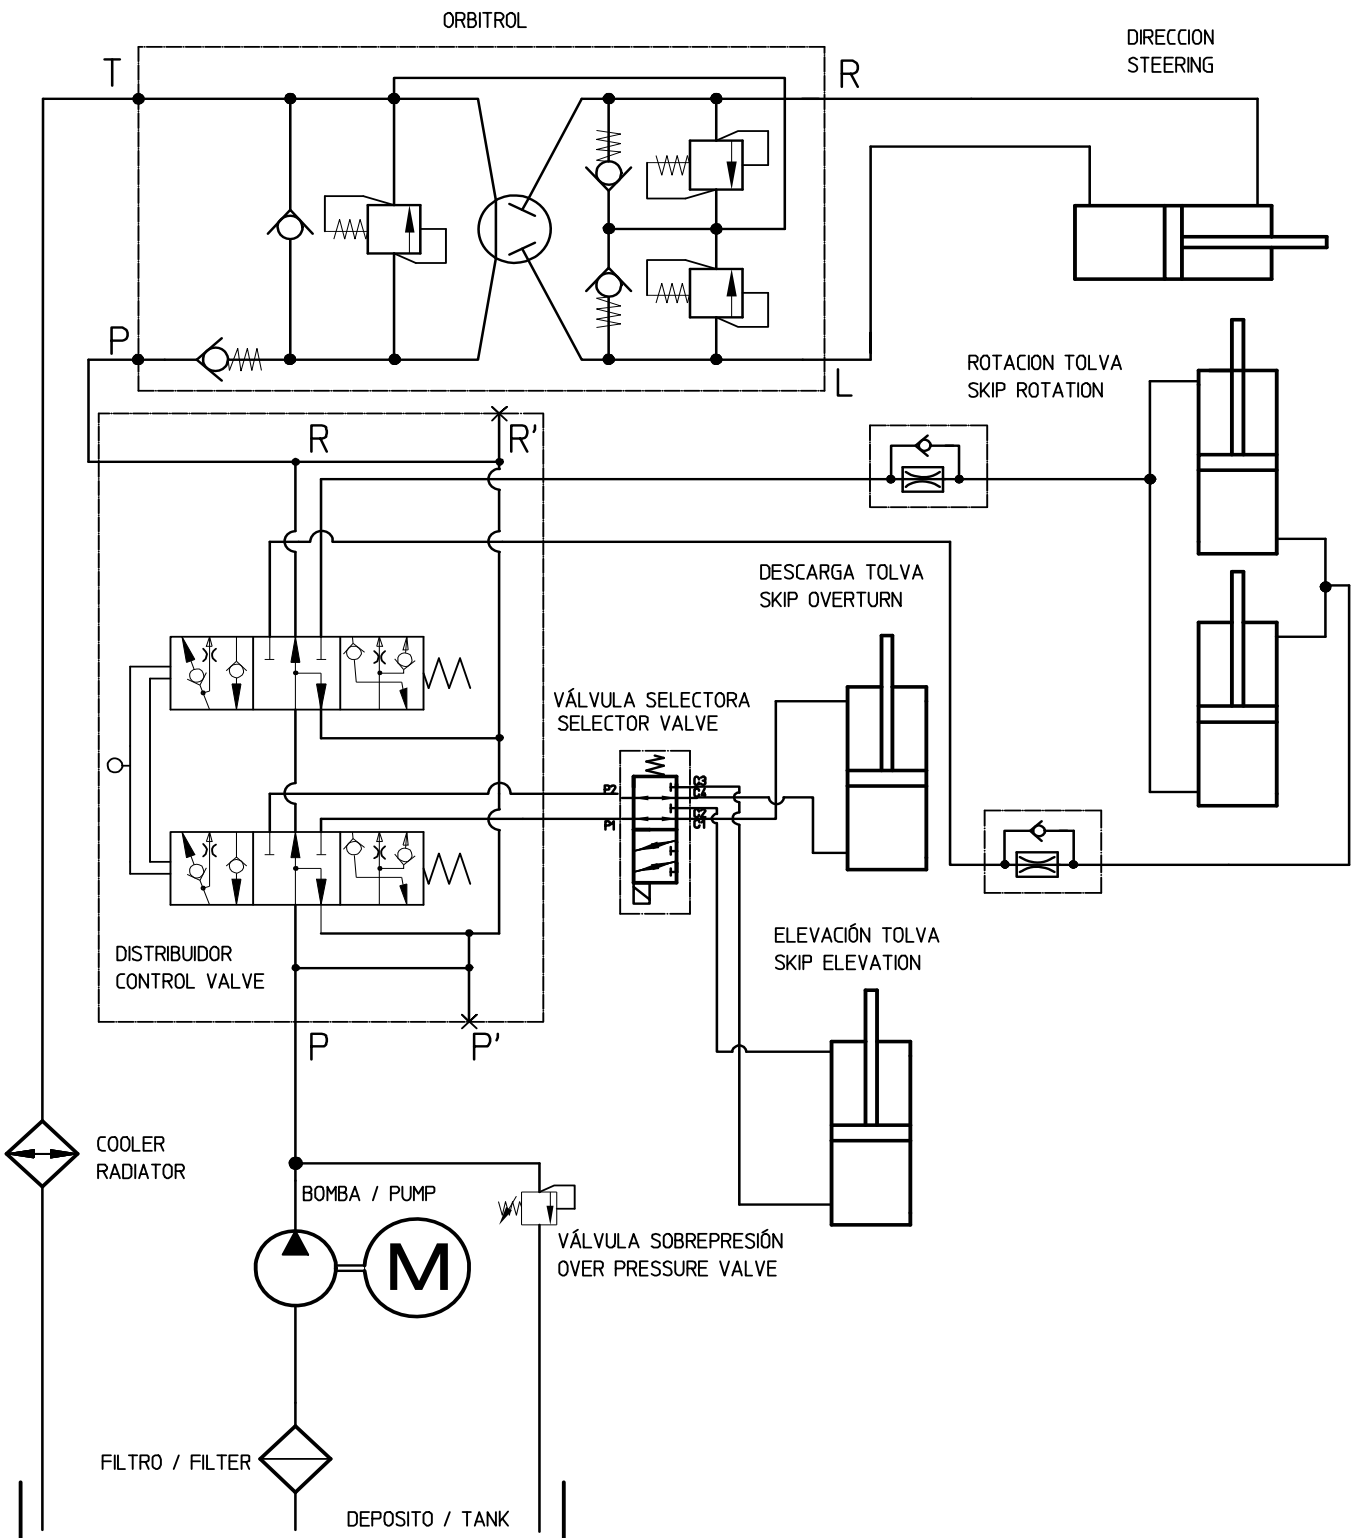 ORBITROL
DIRECCION
STEERING
T
R
P
L
ROTACION TOLVA
SKIP ROTATION
R
R'
DESCARGA TOLVA
SKIP OVERTURN
VÁLVULA SELECTORA
SELECTOR VALVE
P2
C3
P1
C1
ELEVACIÓN TOLVA
SKIP ELEVATION
DISTRIBUIDOR
CONTROL VALVE
P
P'
COOLER
RADIATOR
BOMBA / PUMP
M
VÁLVULA SOBREPRESIÓN
OVER PRESSURE VALVE
FILTRO / FILTER
DEPOSITO / TANK